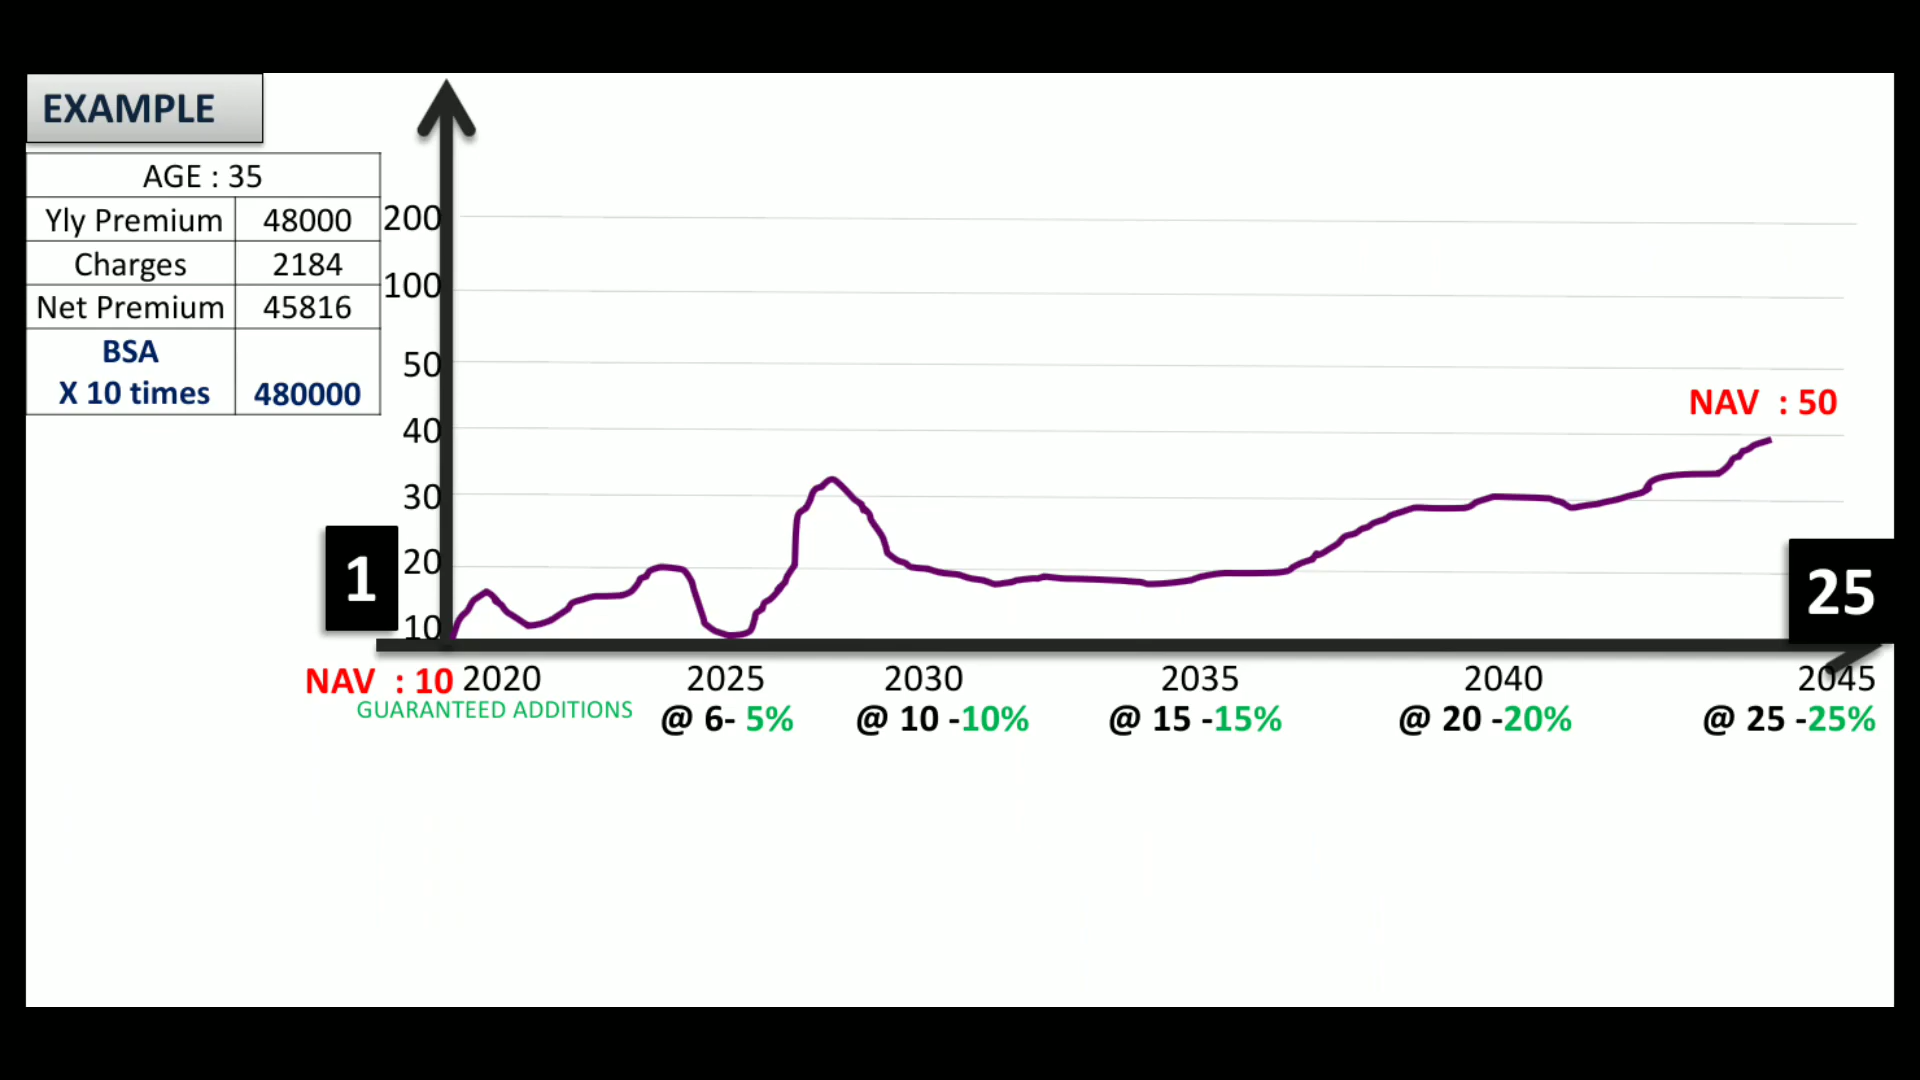 EXAMPLE
AGE : 35
Yly Premium 48000
Charges 2184
Net Premium 45816
BSA
X 10 times 480000
200
100
50
40
30
20
10
NAV : 50
1
25
NAV : 10
2020 2025 2030 2035 2040 2045
GUARANTEED ADDITIONS
@ 6- 5% @ 10 -10% @ 15 -15% @ 20 -20% @ 25 -25%